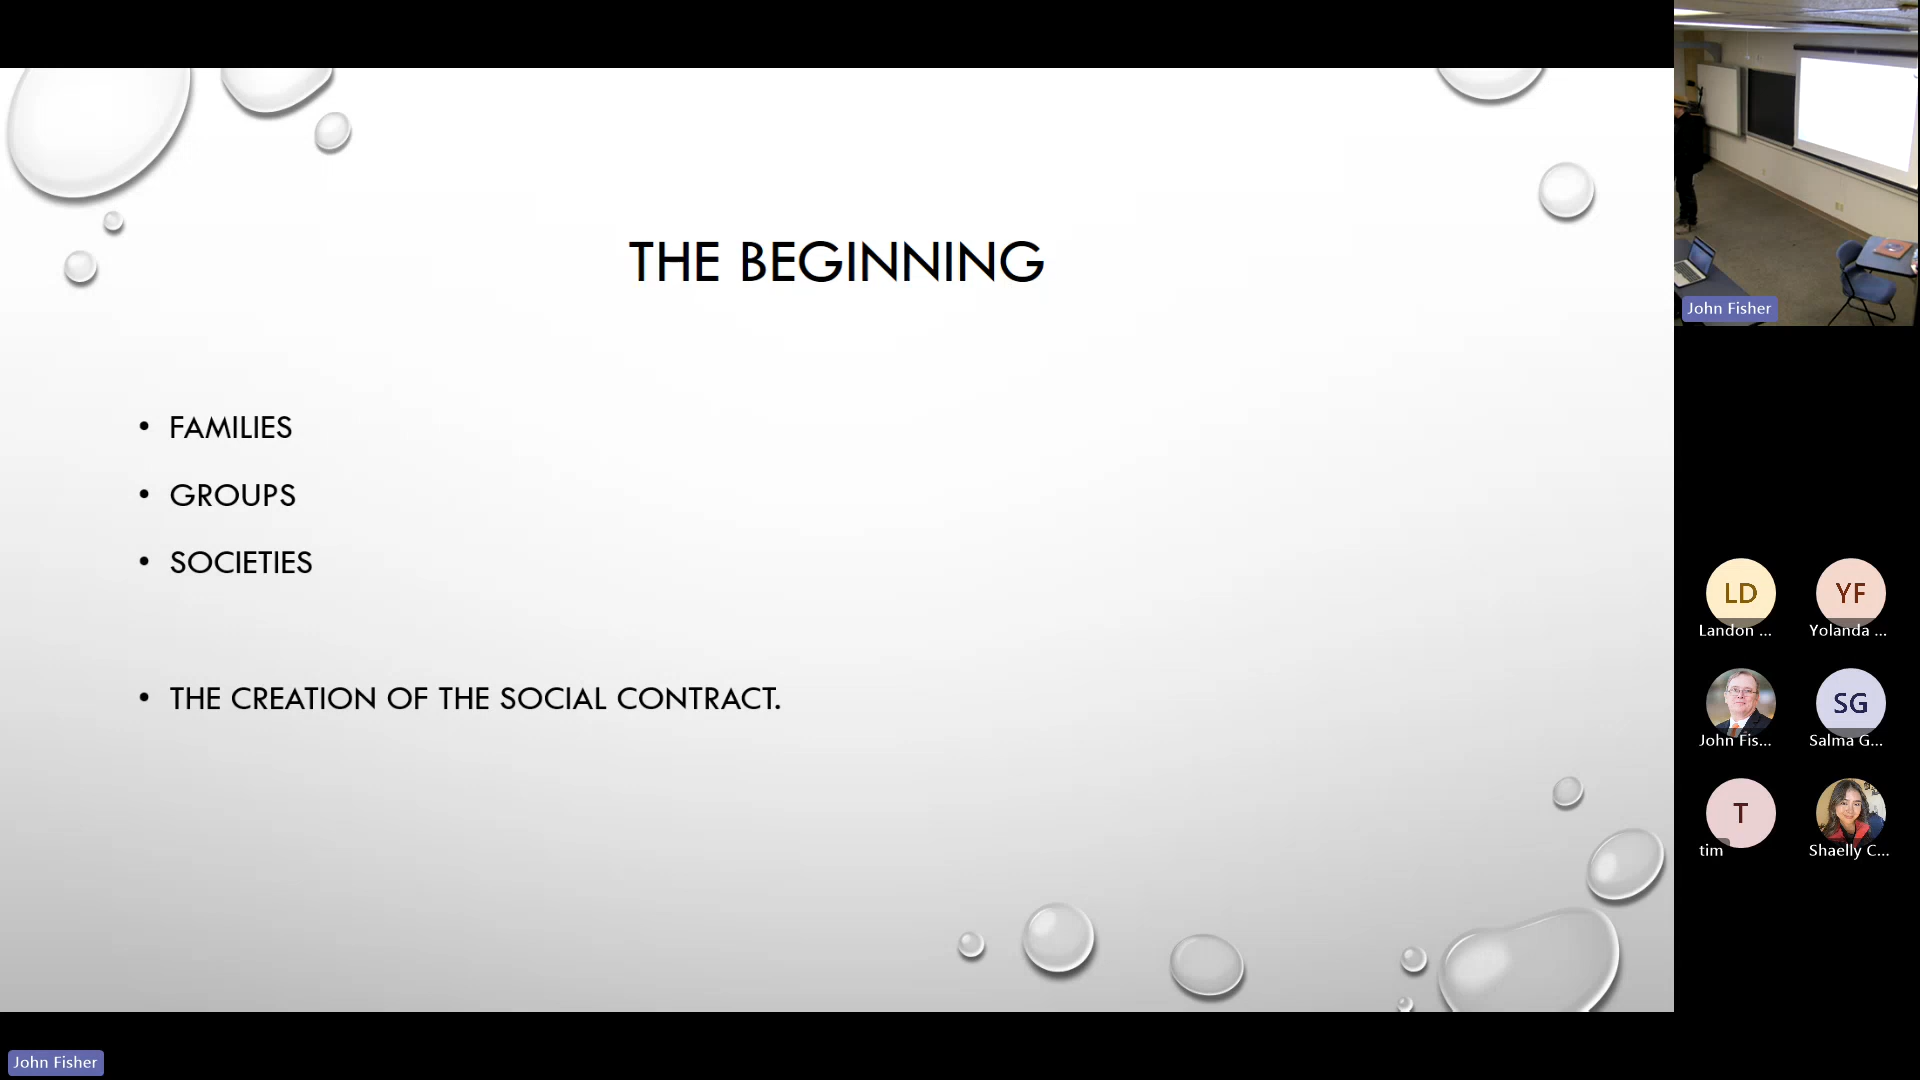 THE BEGINNING
• FAMILIES
• GROUPS
• SOCIETIES
• THE CREATION OF THE SOCIAL CONTRACT.
John Fisher
John Fisher
LD
Landon ...
YF
Yolanda ...
John Fis...
SG
Salma G...
T
tim
Shaelly C...